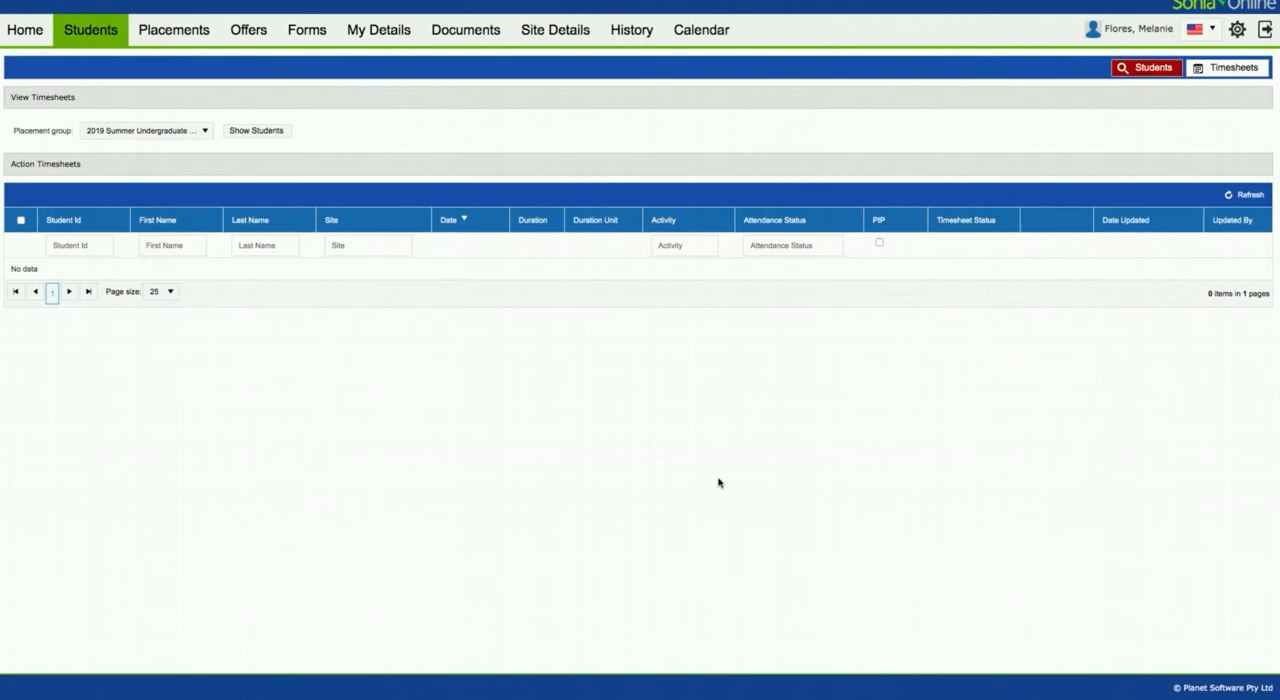 Sonia Online
Home Students Placements Offers Forms My Details Documents Site Details History Calendar Flores, Melanie
Students Timesheets
View Timesheets
Placement group: 2019 Summer Undergraduate ... Show Students
Action Timesheets
Refresh
Student Id First Name Last Name Site Date Duration Duration Unit Activity Attendance Status PIP Timesheet Status Date Updated Updated By
Student Id First Name Last Name Site Activity Attendance Status
No data
1 Page size: 25 0 items in 1 pages
© Planet Software Pty Ltd